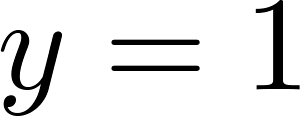 y = 1